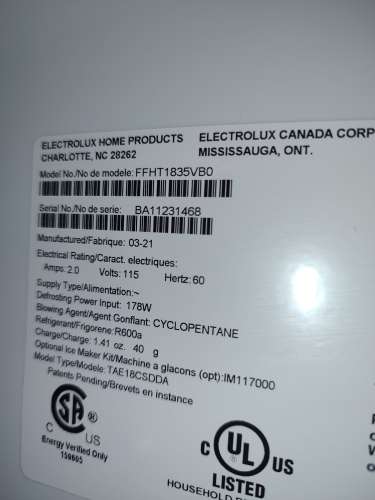 ELECTROLUX HOME PRODUCTS ELECTROLUX CANADA CORP
CHARLOTTE, NC 28262 MISSISSAUGA, ONT.
Model No./No de modele: FFHT1835VB0
Serial No./No de serie: BA11231468
Manufactured/Fabrique: 03-21
Electrical Rating/Caract. electriques:
Amps: 2.0 Volts: 115 Hertz: 60
Supply Type/Alimentation:~
Defrosting Power Input: 178W
Blowing Agent/Agent Gonflant: CYCLOPENTANE
Refrigerant/Frigorene: R600a
Charge/Charge: 1.41 oz. 40 g
Optional Ice Maker Kit/Machine a glacons (opt):IM117000
Model Type/Modele: TAE18CSDDA
Patents Pending/Brevets en instance
SA
C US
Energy Verified Only
C UL US
LISTED